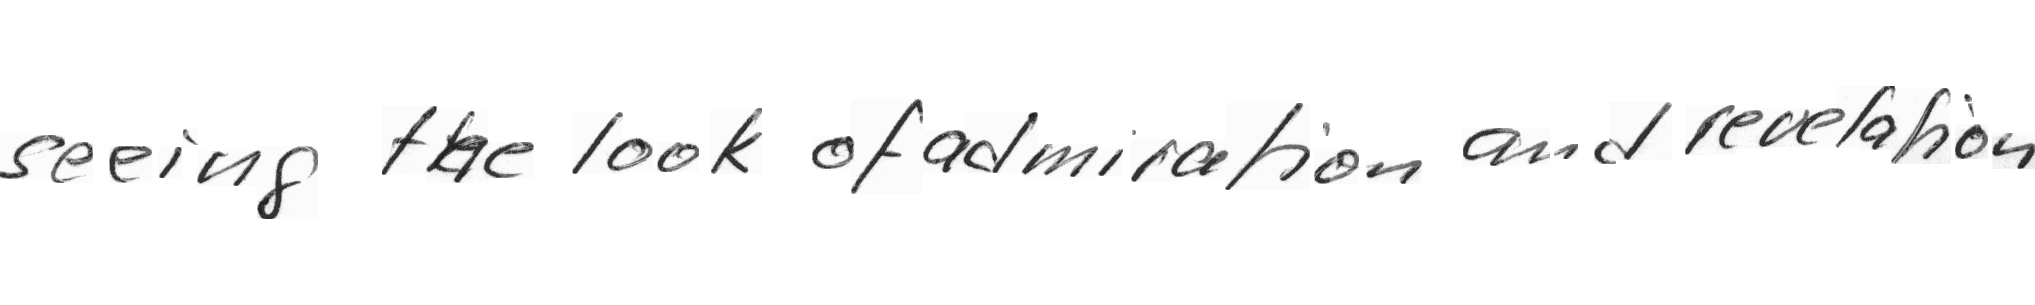 seeing the look of admiration and revelation